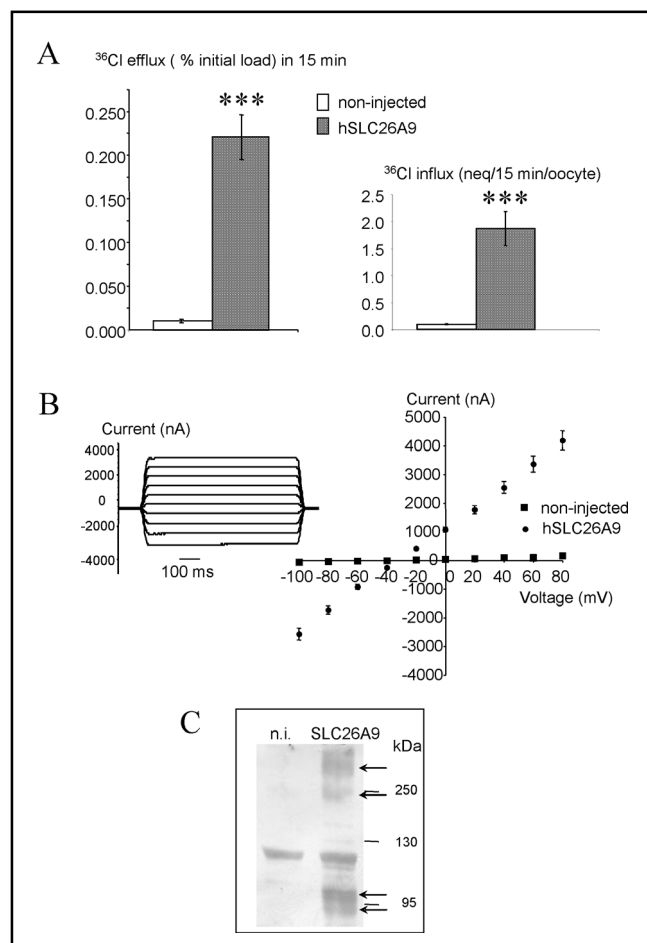 A
³⁶Cl efflux ( % initial load) in 15 min
0.250
0.200
0.150
0.100
0.050
0.000
***
non-injected
hSLC26A9
³⁶Cl influx (neq/15 min/oocyte)
2.5
2.0
1.5
1.0
0.5
0.0
***
B
Current (nA)
4000
2000
0
-2000
-4000
100 ms
Current (nA)
5000
4000
3000
2000
1000
0
-1000
-2000
-3000
-4000
non-injected
hSLC26A9
-100 -80 -60 -40 -20 0 20 40 60 80
Voltage (mV)
C
n.i. SLC26A9
kDa
250
130
95